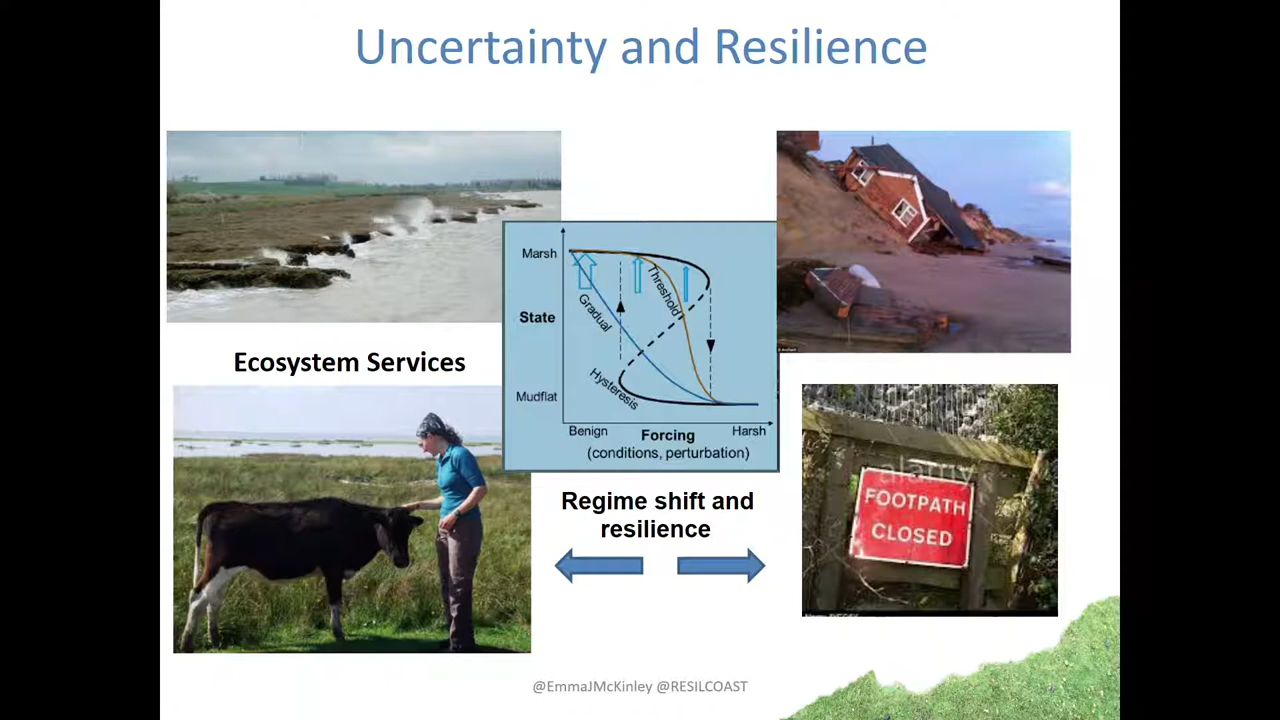 Uncertainty and Resilience
Marsh
State
Mudflat
Gradual
Threshold
Hysteresis
Benign
Harsh
Forcing
(conditions, perturbation)
Ecosystem Services
Regime shift and
resilience
alamy
FOOTPATH
CLOSED
@EmmaJMcKinley @RESILCOAST